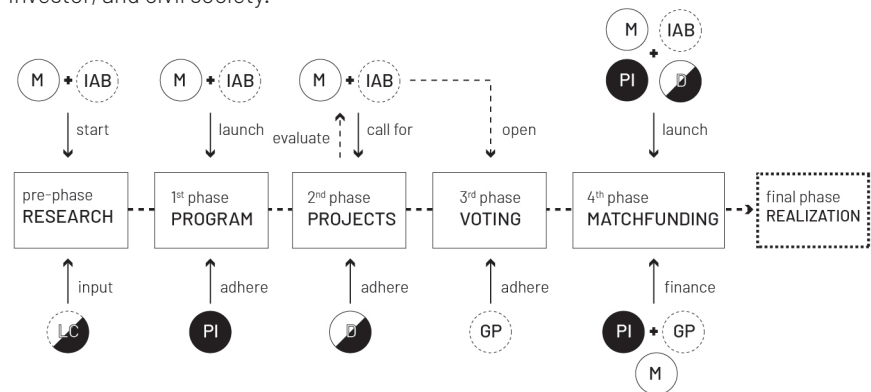 investor/and civil society.
M + IAB
PI D
M + IAB
M + IAB
M + IAB
start
launch
evaluate
call for
open
launch
pre-phase
RESEARCH
1st phase
PROGRAM
2nd phase
PROJECTS
3rd phase
VOTING
4th phase
MATCHFUNDING
final phase
REALIZATION
input
adhere
adhere
adhere
finance
LC
PI
D
GP
PI + GP
M